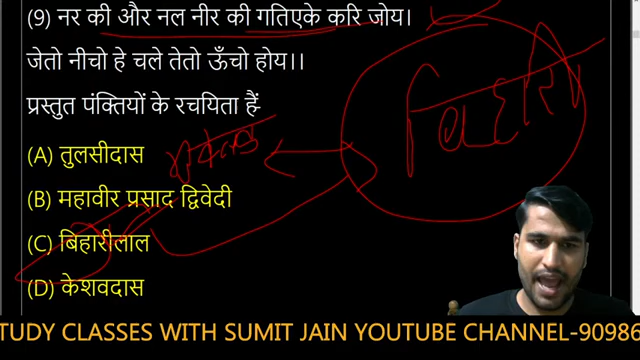 (9) नर की और नल नीर की गतिएके करि जोय।
जेतो नीचो हे चले तेतो ऊँचो होय।।
प्रस्तुत पंक्तियों के रचयिता हैं-
(A) तुलसीदास
(B) महावीर प्रसाद द्विवेदी
(C) बिहारीलाल
(D) केशवदास
बिहारी
STUDY CLASSES WITH SUMIT JAIN YOUTUBE CHANNEL-90986